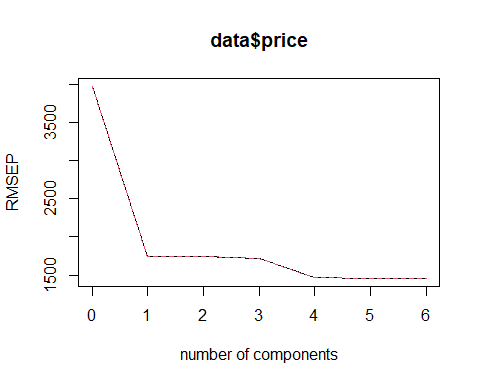 data$price
RMSEP
3500
2500
1500
0 1 2 3 4 5 6
number of components